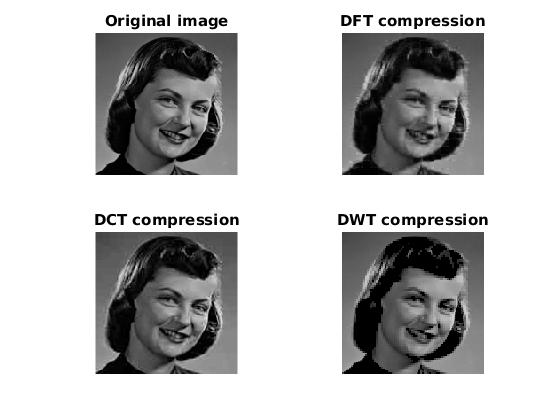 Original image
DFT compression
DCT compression
DWT compression